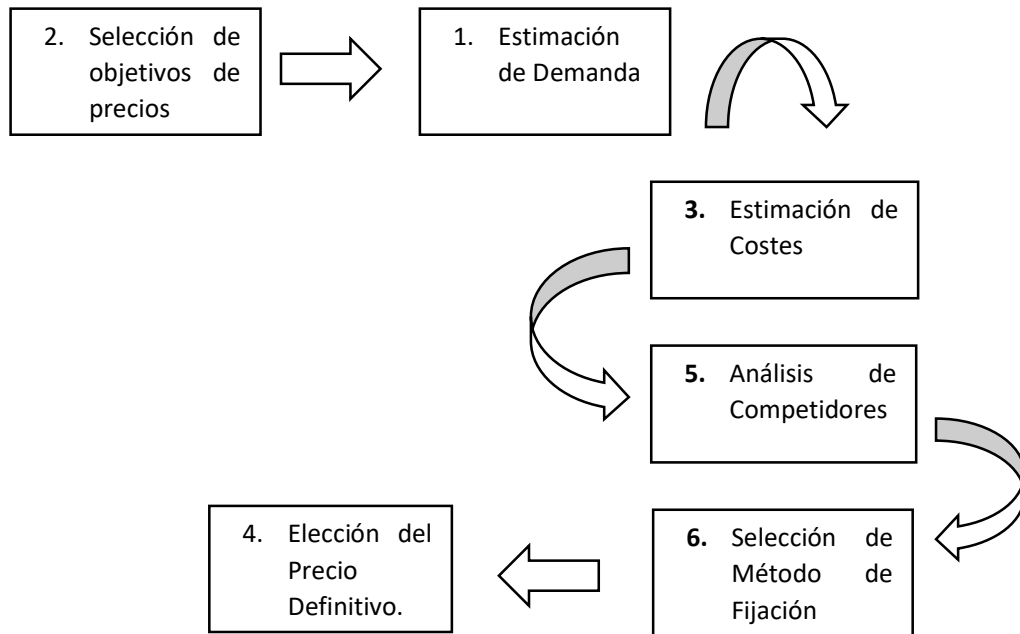 2. Selección de
objetivos de
precios
1. Estimación
de Demanda
3. Estimación de
Costes
5. Análisis de
Competidores
4. Elección del
Precio
Definitivo.
6. Selección de
Método de
Fijación